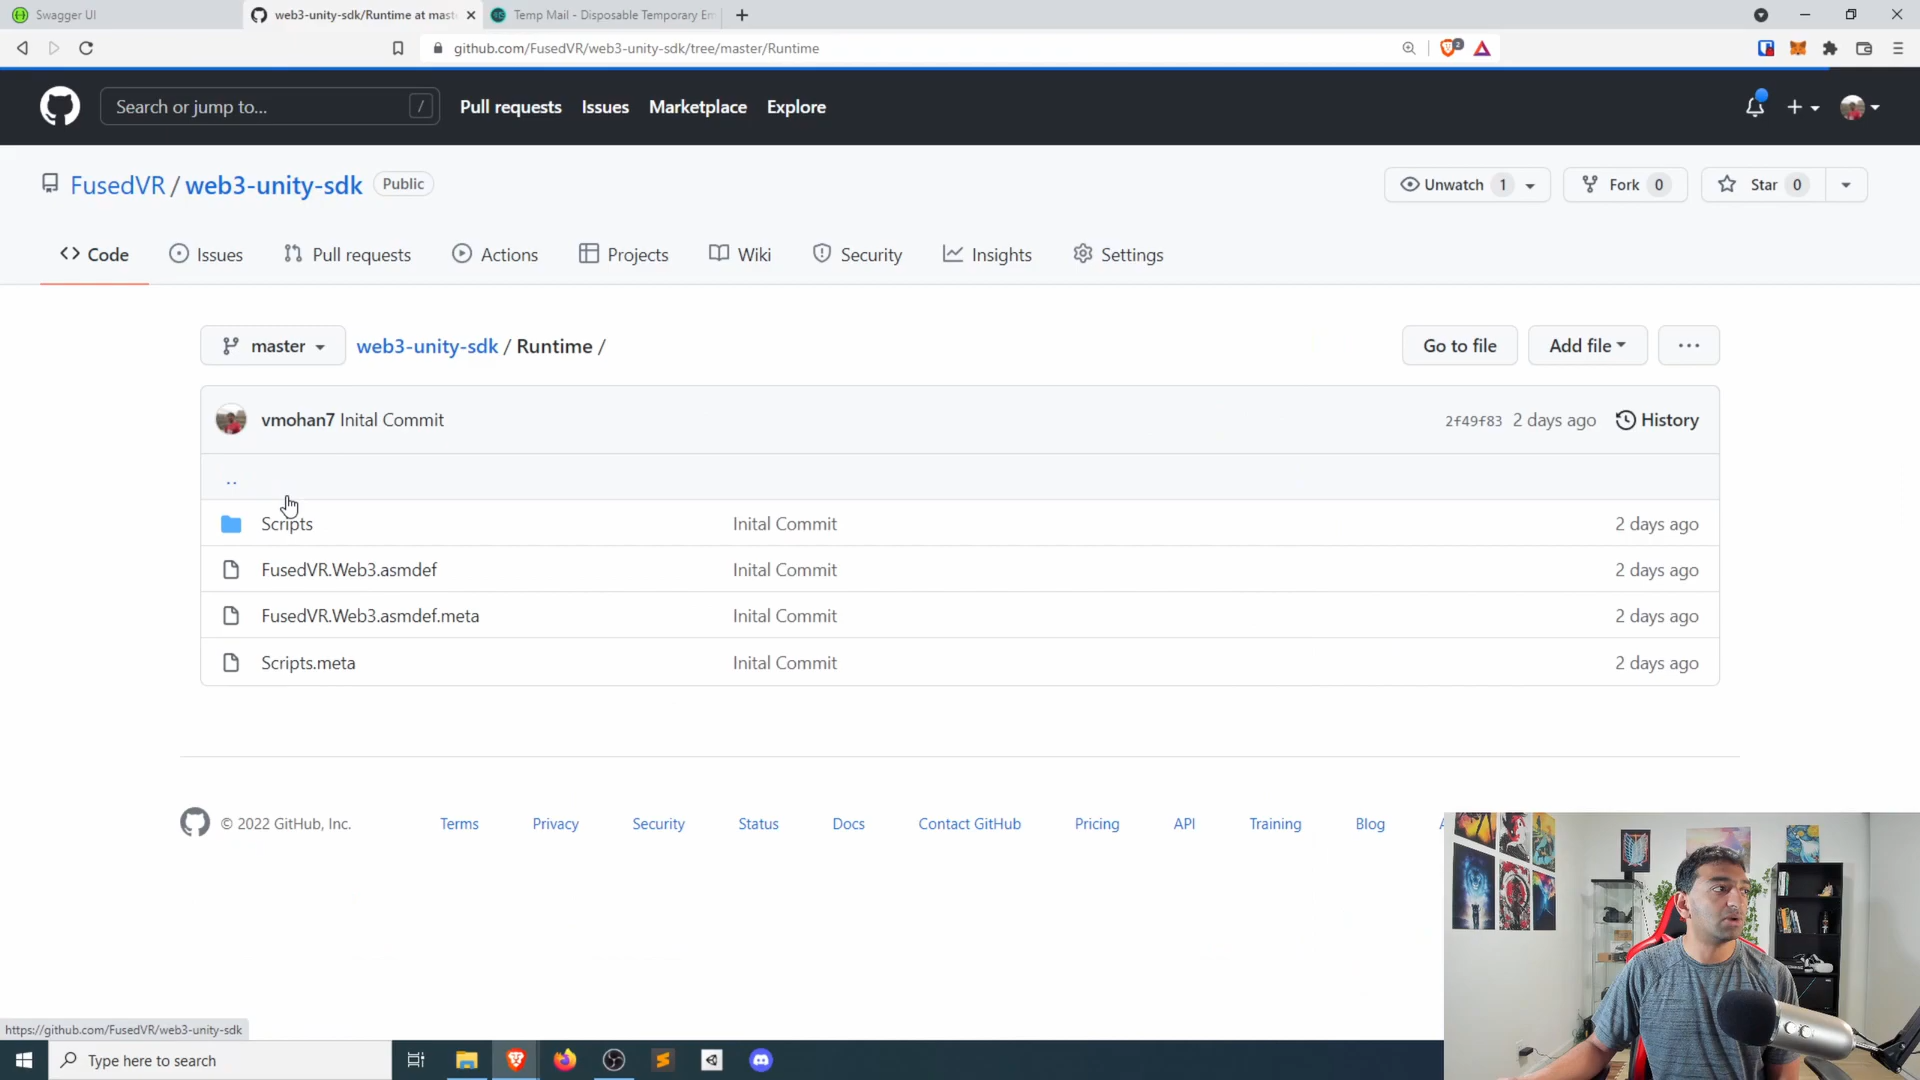 Swagger UI
web3-unity-sdk/Runtime at mast
Temp Mail - Disposable Temporary Em
github.com/FusedVR/web3-unity-sdk/tree/master/Runtime
2
Search or jump to...
/
Pull requests
Issues
Marketplace
Explore
FusedVR / web3-unity-sdk
Public
Unwatch 1
Fork 0
Star 0
Code
Issues
Pull requests
Actions
Projects
Wiki
Security
Insights
Settings
master
web3-unity-sdk / Runtime /
Go to file
Add file
...
vmohan7 Inital Commit
2f49f83 2 days ago
History
..
Scripts
Inital Commit
2 days ago
FusedVR.Web3.asmdef
Inital Commit
2 days ago
FusedVR.Web3.asmdef.meta
Inital Commit
2 days ago
Scripts.meta
Inital Commit
2 days ago
© 2022 GitHub, Inc.
Terms
Privacy
Security
Status
Docs
Contact GitHub
Pricing
API
Training
Blog
https://github.com/FusedVR/web3-unity-sdk
Type here to search